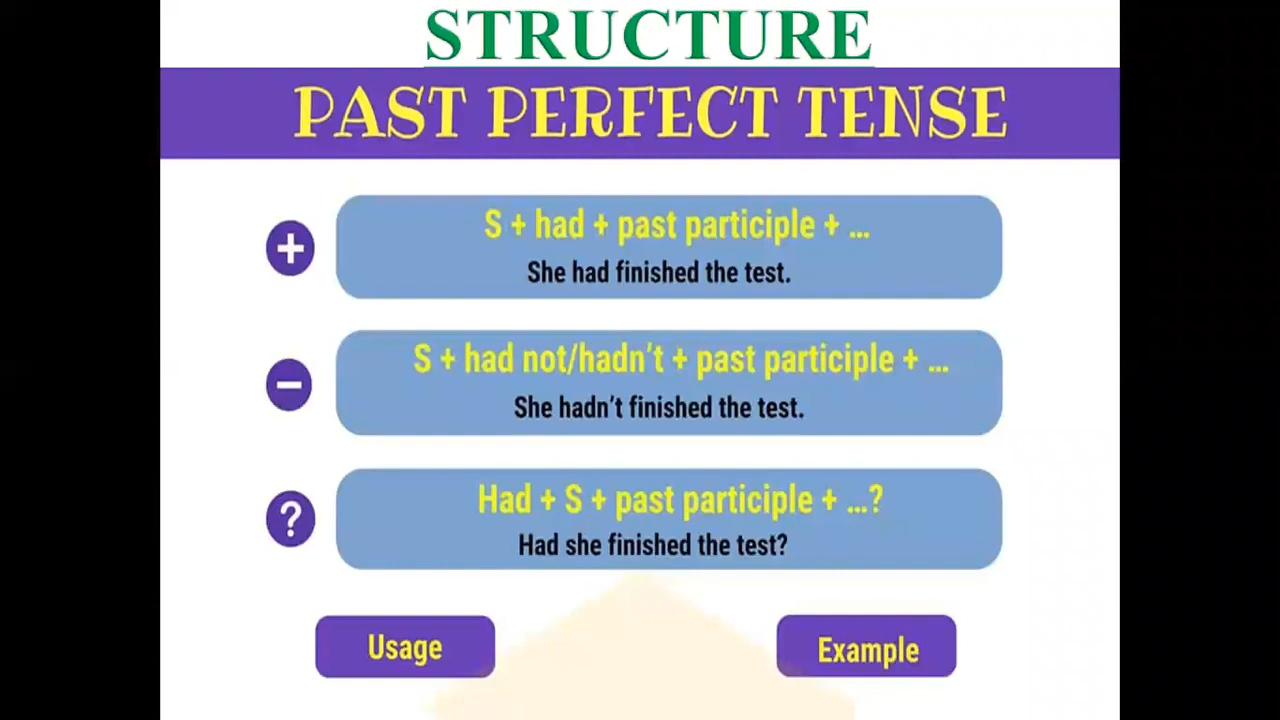 STRUCTURE
PAST PERFECT TENSE
+
S + had + past participle + ...
She had finished the test.
−
S + had not/hadn’t + past participle + ...
She hadn’t finished the test.
?
Had + S + past participle + ...?
Had she finished the test?
Usage
Example